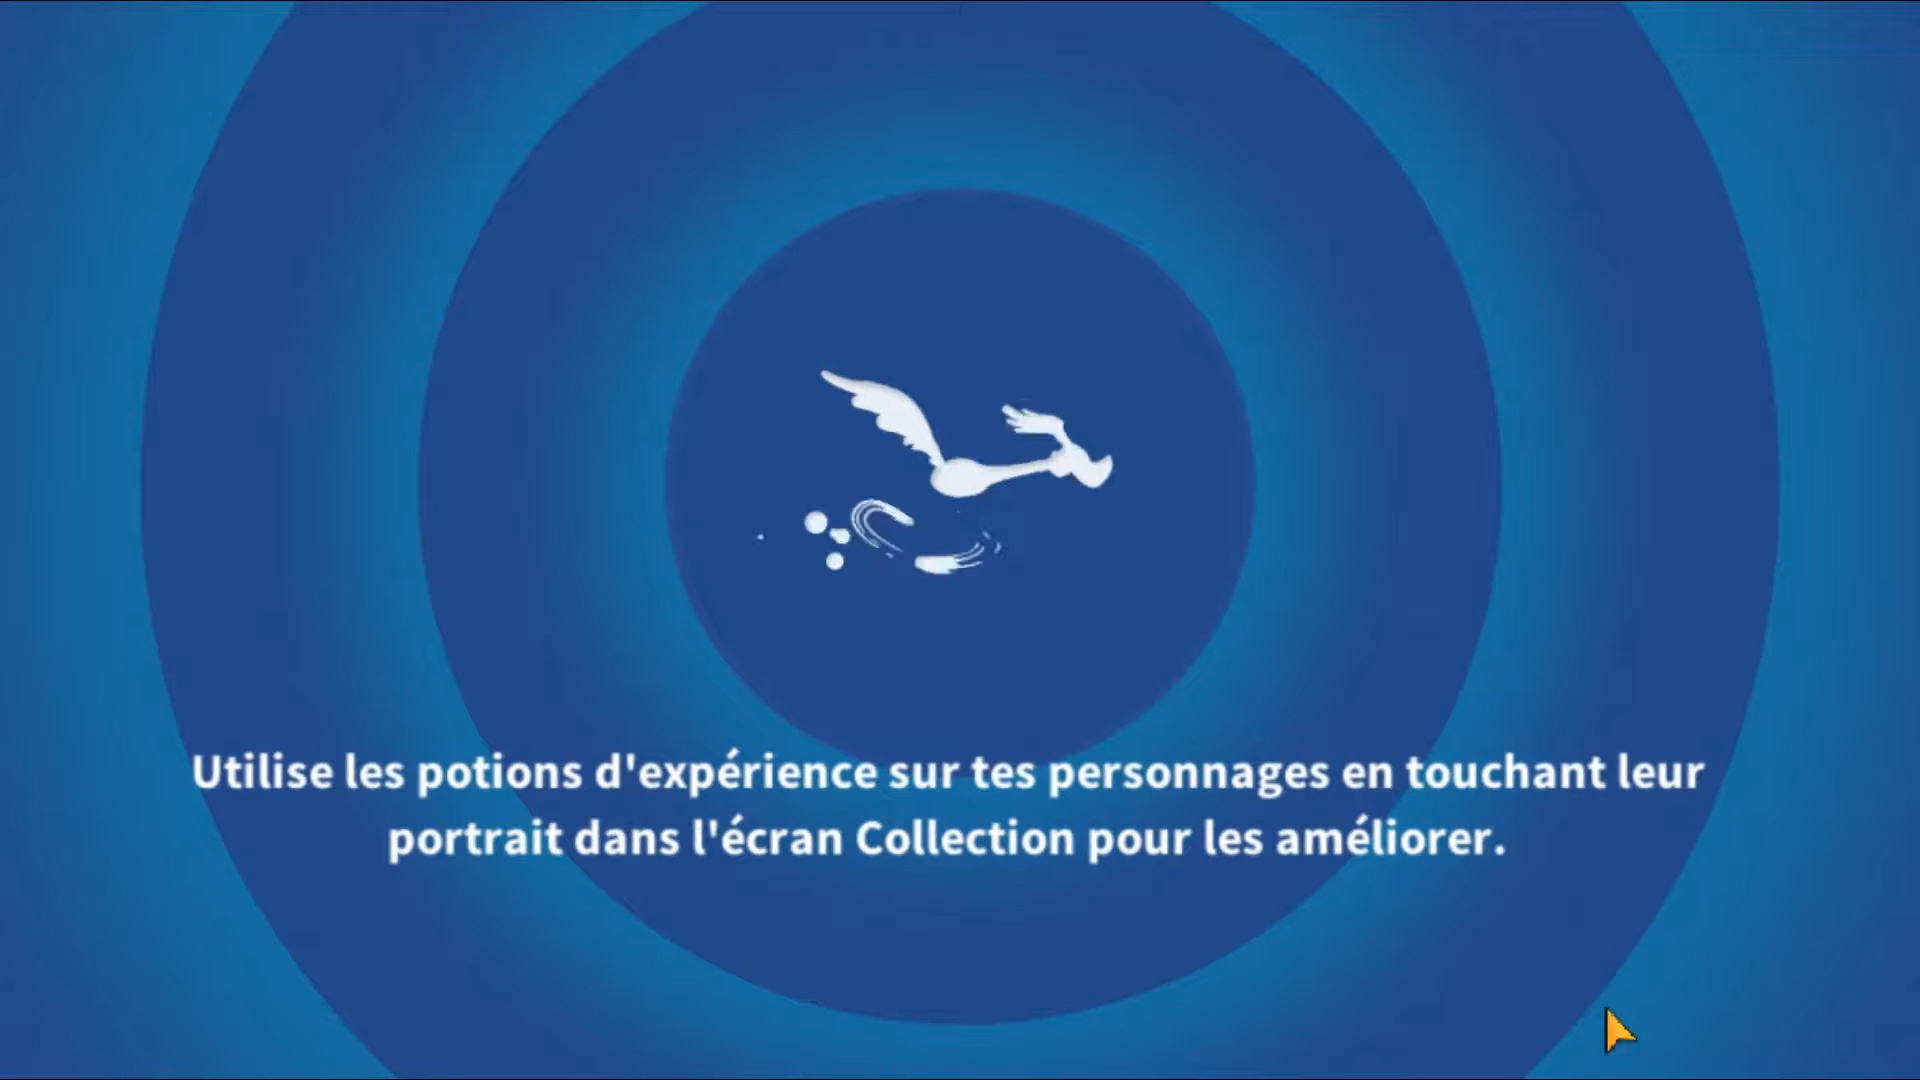 Utilise les potions d'expérience sur tes personnages en touchant leur
portrait dans l'écran Collection pour les améliorer.